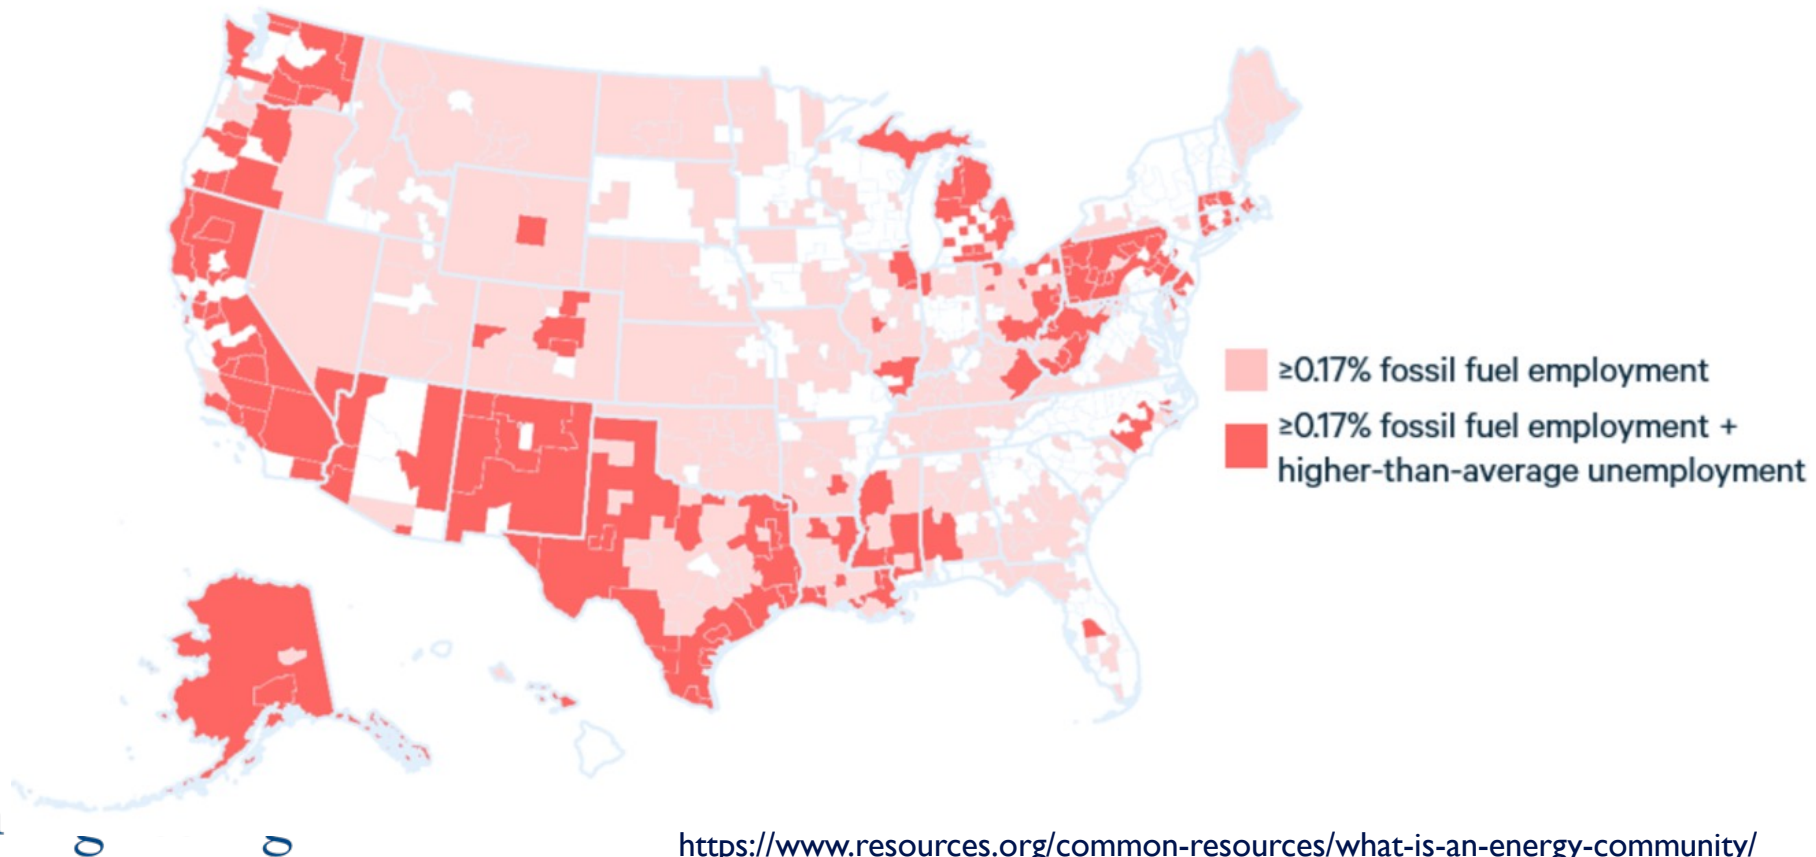 ≥0.17% fossil fuel employment
≥0.17% fossil fuel employment +
higher-than-average unemployment
https://www.resources.org/common-resources/what-is-an-energy-community/